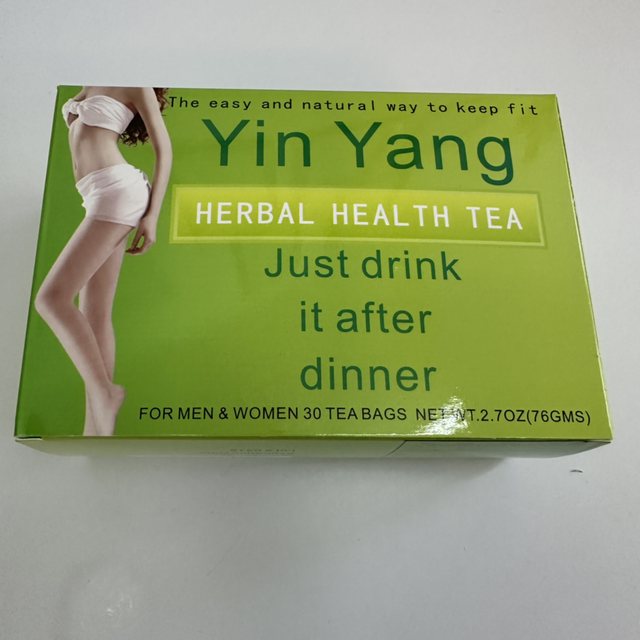 The easy and natural way to keep fit
Yin Yang
HERBAL HEALTH TEA
Just drink
it after
dinner
FOR MEN & WOMEN 30 TEA BAGS NET WT.2.7OZ(76GMS)